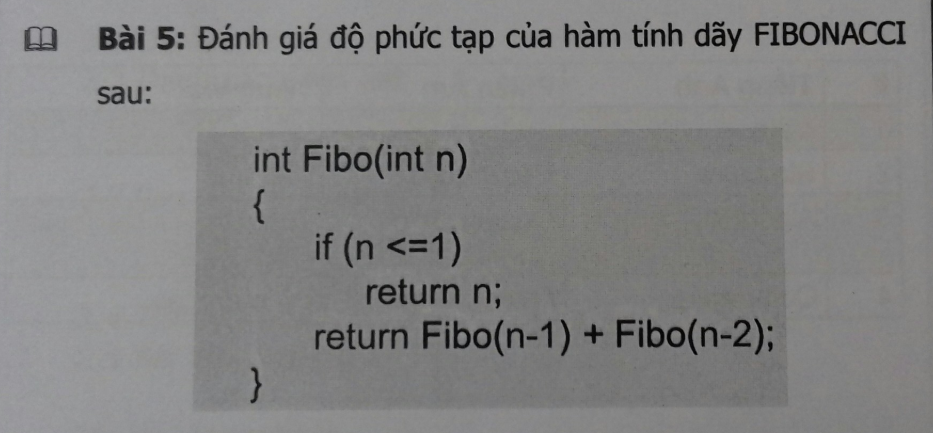 Bài 5: Đánh giá độ phức tạp của hàm tính dãy FIBONACCI
sau:
int Fibo(int n)
{
if (n <=1)
return n;
return Fibo(n-1) + Fibo(n-2);
}